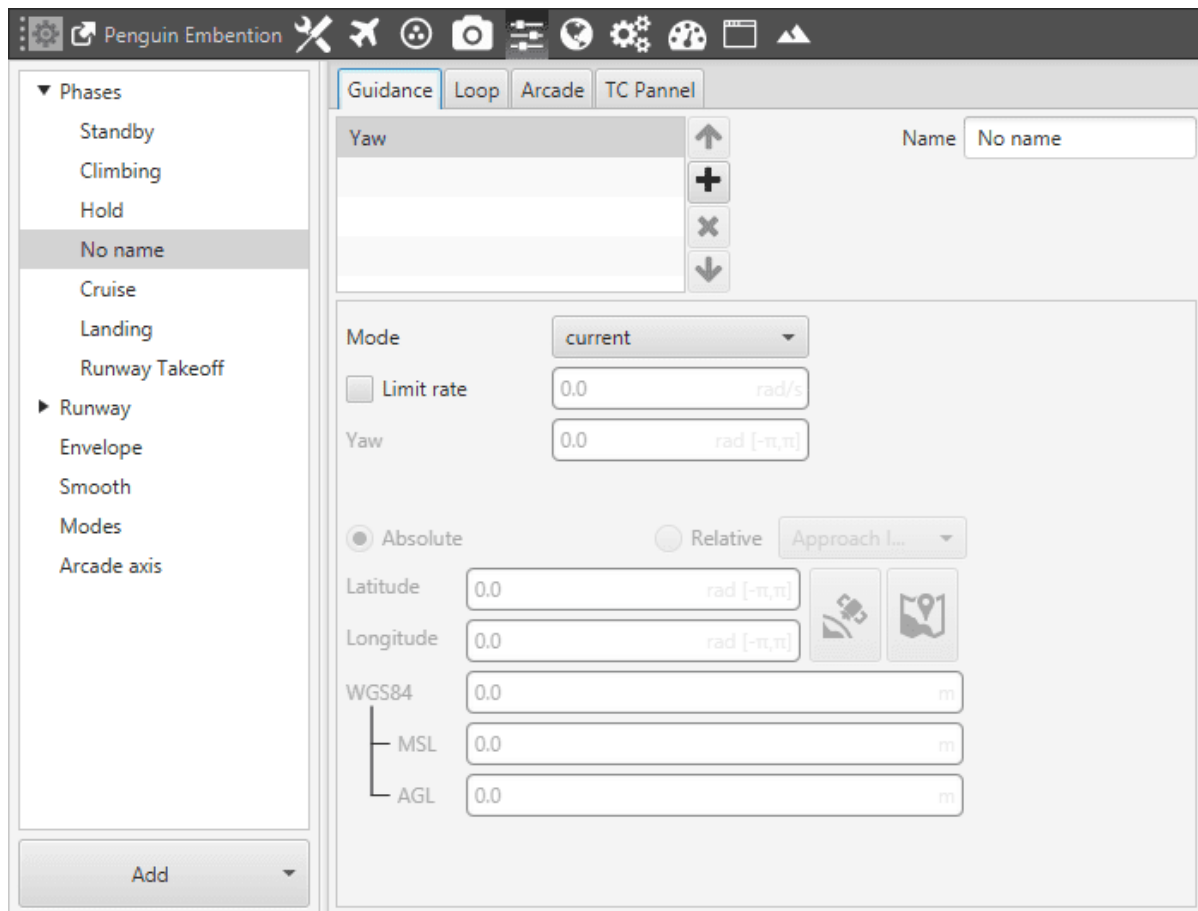 Penguin Embention
Phases
Standby
Climbing
Hold
No name
Cruise
Landing
Runway Takeoff
Runway
Envelope
Smooth
Modes
Arcade axis
Add
Guidance Loop Arcade TC Pannel
Yaw
Name No name
Mode current
Limit rate 0.0 rad/s
Yaw 0.0 rad [-π,π]
Absolute Relative Approach I...
Latitude 0.0 rad [-π,π]
Longitude 0.0 rad [-π,π]
WGS84 0.0 m
MSL 0.0 m
AGL 0.0 m